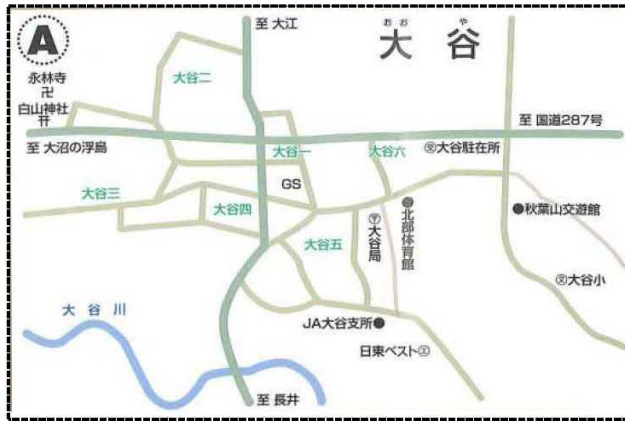 A
至 大江
おお や
大 谷
永林寺
卍
白山神社
大谷二
至 国道287号
至 大沼の浮島
大谷一
大谷六
大谷駐在所
GS
大谷三
大谷四
大谷五
〒大谷局
北部体育館
秋葉山交遊館
文大谷小
大 谷 川
JA大谷支所
日東ベスト工
至 長井